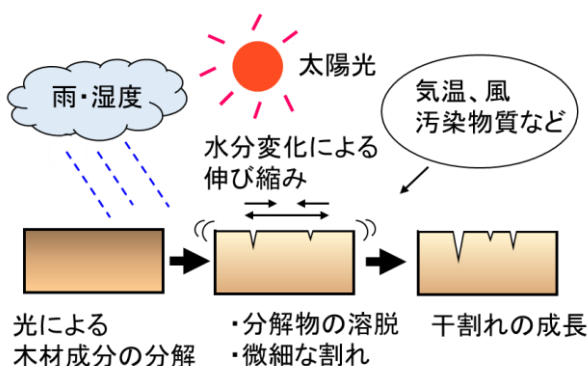 雨・湿度
太陽光
気温、風
汚染物質など
水分変化による
伸び縮み
光による
木材成分の分解
・分解物の溶脱
・微細な割れ
干割れの成長